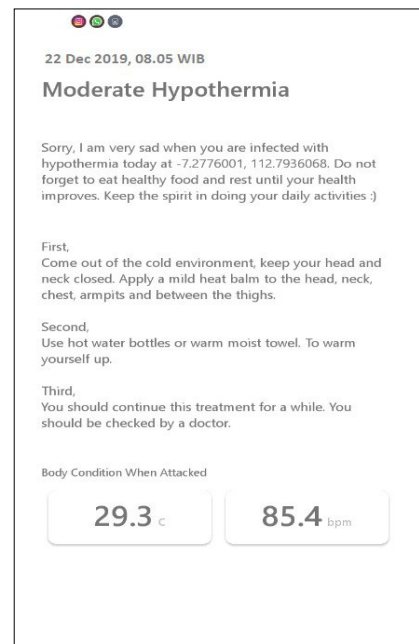 22 Dec 2019, 08.05 WIB
Moderate Hypothermia
Sorry, I am very sad when you are infected with
hypothermia today at -7.2776001, 112.7936068. Do not
forget to eat healthy food and rest until your health
improves. Keep the spirit in doing your daily activities :)
First,
Come out of the cold environment, keep your head and
neck closed. Apply a mild heat balm to the head, neck,
chest, armpits and between the thighs.
Second,
Use hot water bottles or warm moist towel. To warm
yourself up.
Third,
You should continue this treatment for a while. You
should be checked by a doctor.
Body Condition When Attacked
29.3 C 85.4 bpm